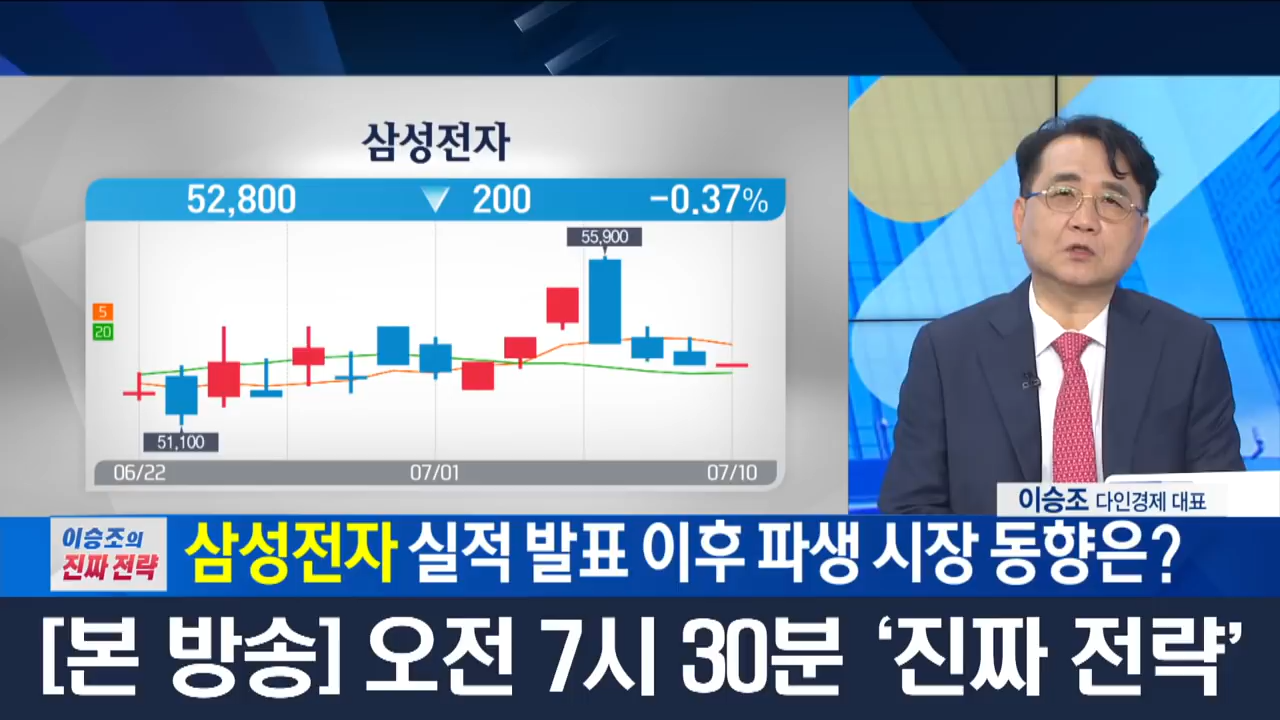 삼성전자
52,800 ▼ 200 -0.37%
55,900
5
20
51,100
06/22 07/01 07/10
이승조 다인경제 대표
이승조의
진짜 전략
삼성전자 실적 발표 이후 파생 시장 동향은?
[본 방송] 오전 7시 30분 ‘진짜 전략’